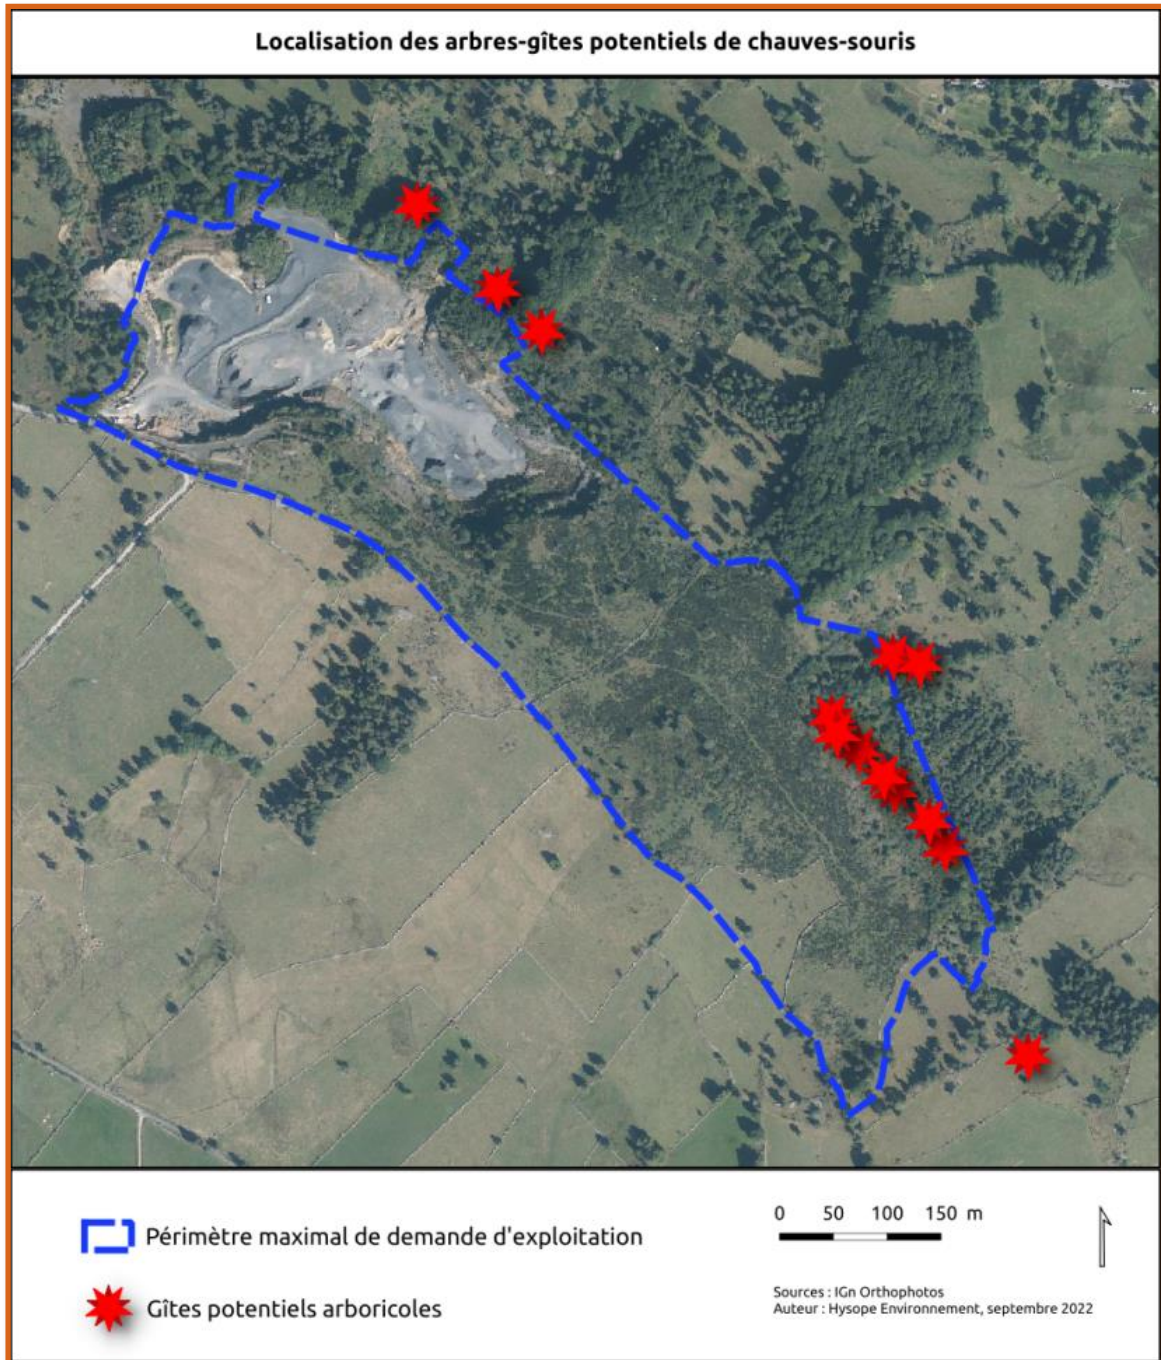 Localisation des arbres-gîtes potentiels de chauves-souris
Périmètre maximal de demande d'exploitation
Gîtes potentiels arboricoles
0 50 100 150 m
Sources : IGn Orthophotos
Auteur : Hysope Environnement, septembre 2022